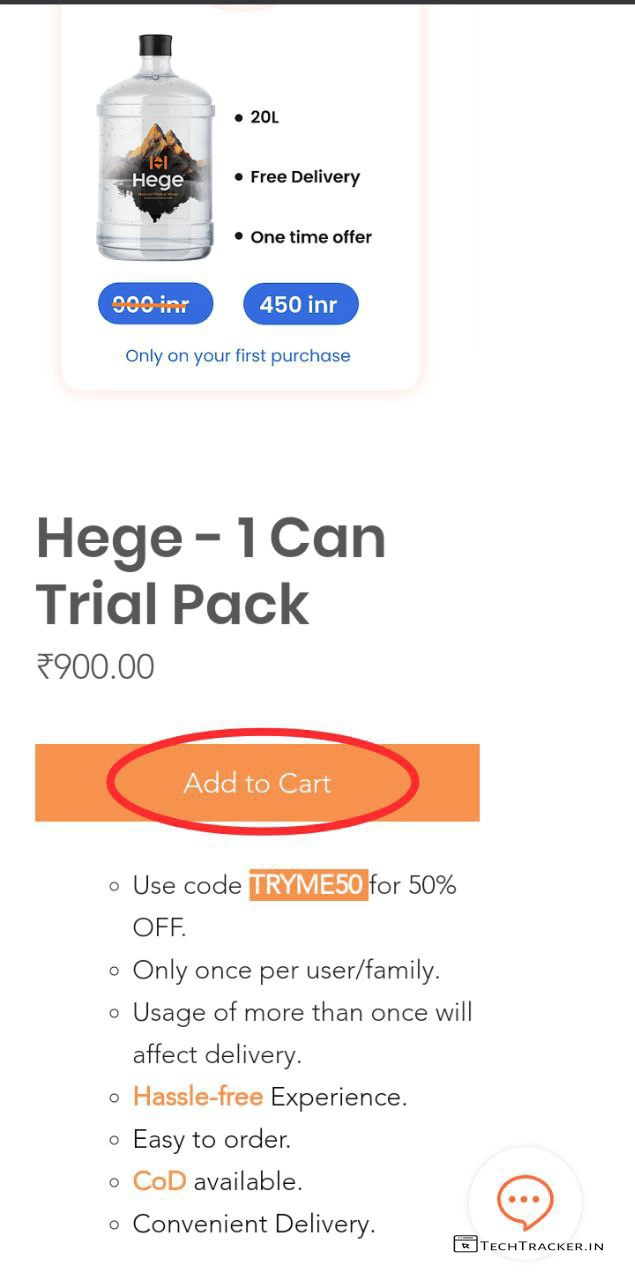 Hege
• 20L
• Free Delivery
• One time offer
900 inr
450 inr
Only on your first purchase
Hege - 1 Can
Trial Pack
₹900.00
Add to Cart
Use code TRYME50 for 50%
OFF.
Only once per user/family.
Usage of more than once will
affect delivery.
Hassle-free Experience.
Easy to order.
CoD available.
Convenient Delivery.
TECHTRACKER.IN